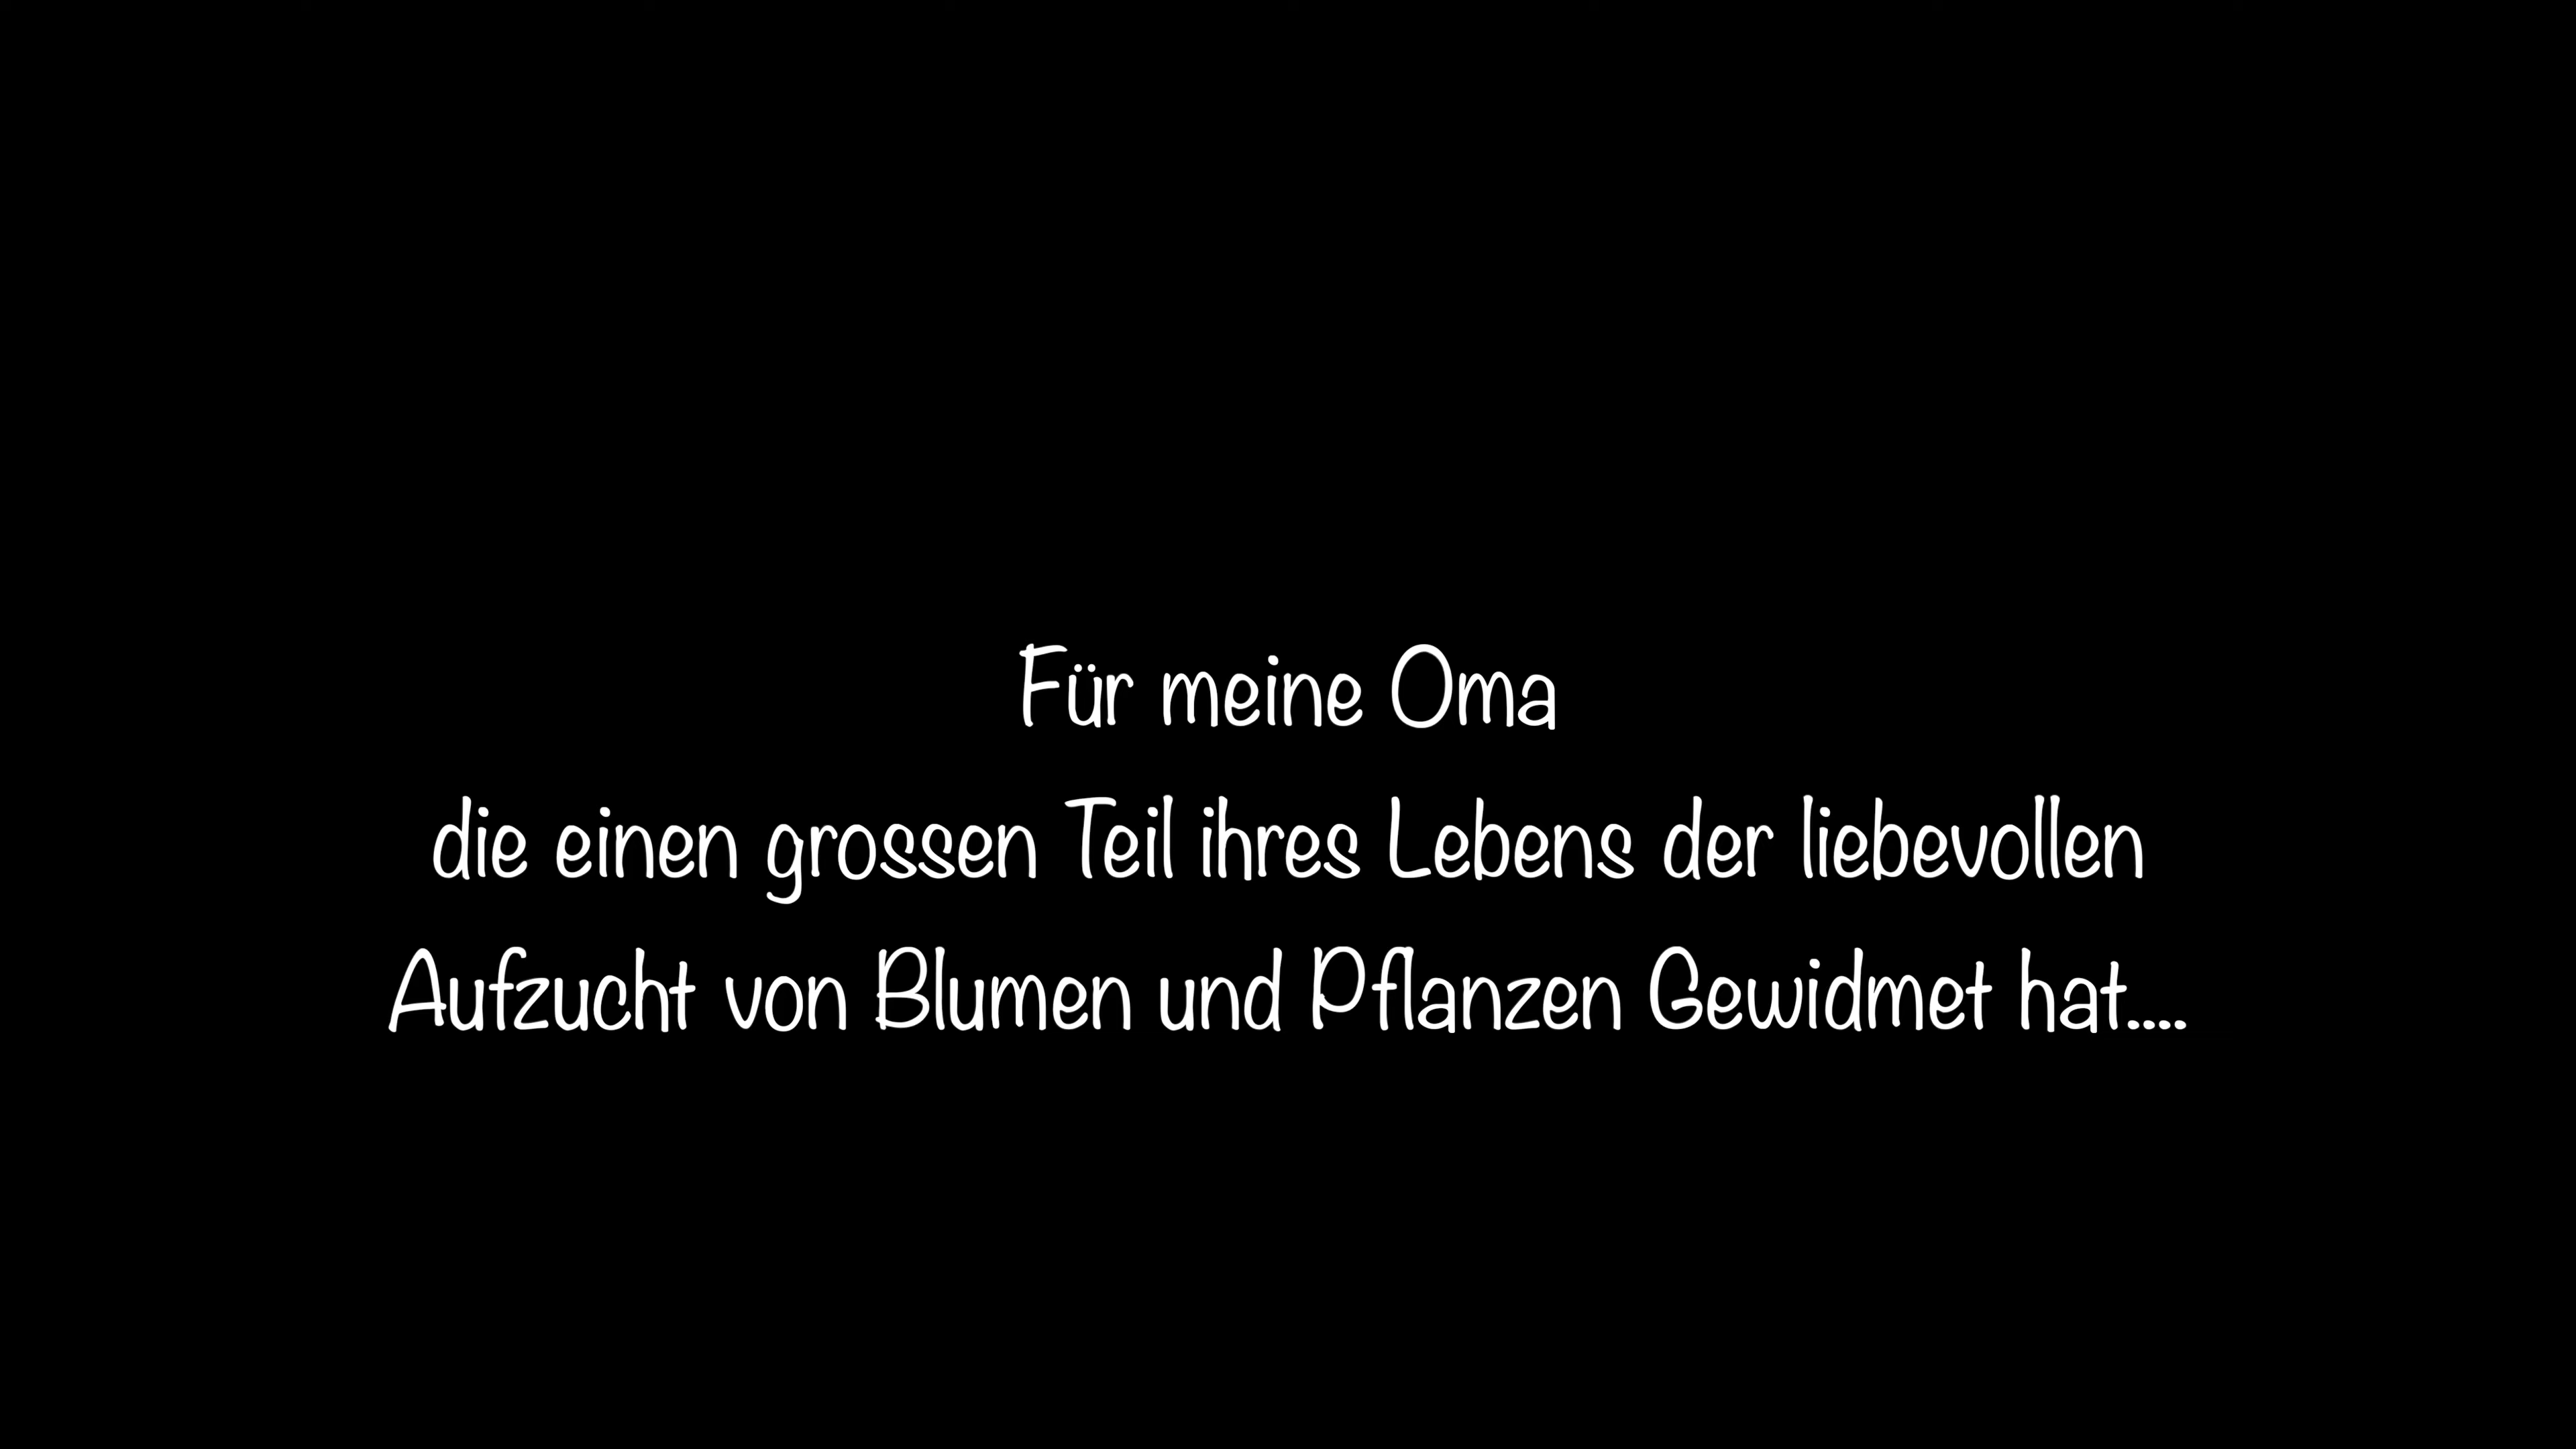 Für meine Oma
die einen grossen Teil ihres Lebens der liebevollen
Aufzucht von Blumen und Pflanzen Gewidmet hat....